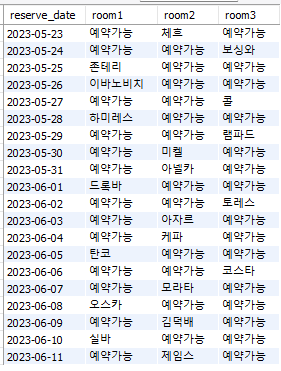 reserve_date room1 room2 room3
2023-05-23 예약가능 체흐 예약가능
2023-05-24 예약가능 예약가능 보싱와
2023-05-25 존테리 예약가능 예약가능
2023-05-26 이바노비치 예약가능 예약가능
2023-05-27 예약가능 예약가능 콜
2023-05-28 하미레스 예약가능 예약가능
2023-05-29 예약가능 예약가능 램파드
2023-05-30 예약가능 미켈 예약가능
2023-05-31 예약가능 아넬카 예약가능
2023-06-01 드록바 예약가능 예약가능
2023-06-02 예약가능 예약가능 토레스
2023-06-03 예약가능 아자르 예약가능
2023-06-04 예약가능 케파 예약가능
2023-06-05 탄코 예약가능 예약가능
2023-06-06 예약가능 예약가능 코스타
2023-06-07 예약가능 모라타 예약가능
2023-06-08 오스카 예약가능 예약가능
2023-06-09 예약가능 김덕배 예약가능
2023-06-10 실바 예약가능 예약가능
2023-06-11 예약가능 제임스 예약가능